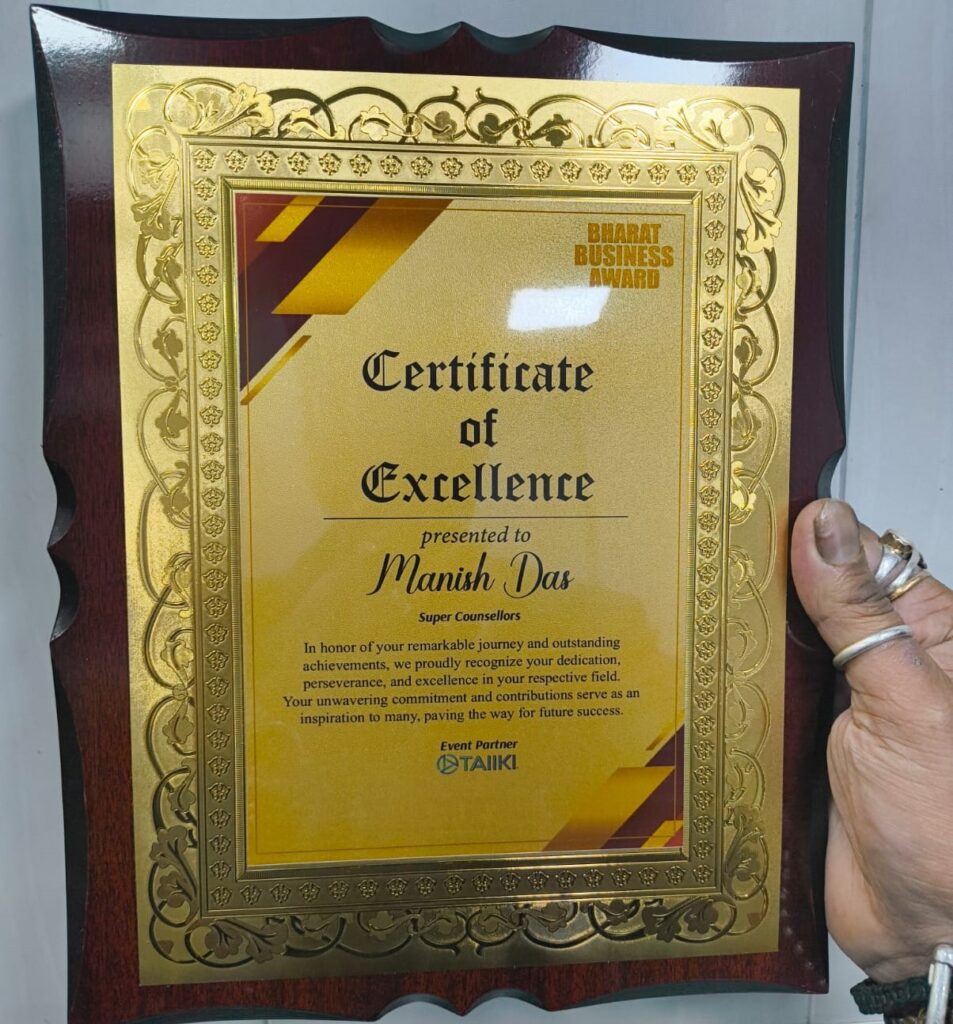 BHARAT
BUSINESS
AWARD
Certificate
of
Excellence
presented to
Manish Das
Super Counsellors
In honor of your remarkable journey and outstanding
achievements, we proudly recognize your dedication,
perseverance, and excellence in your respective field.
Your unwavering commitment and contributions serve as an
inspiration to many, paving the way for future success.
Event Partner
TAIIKI